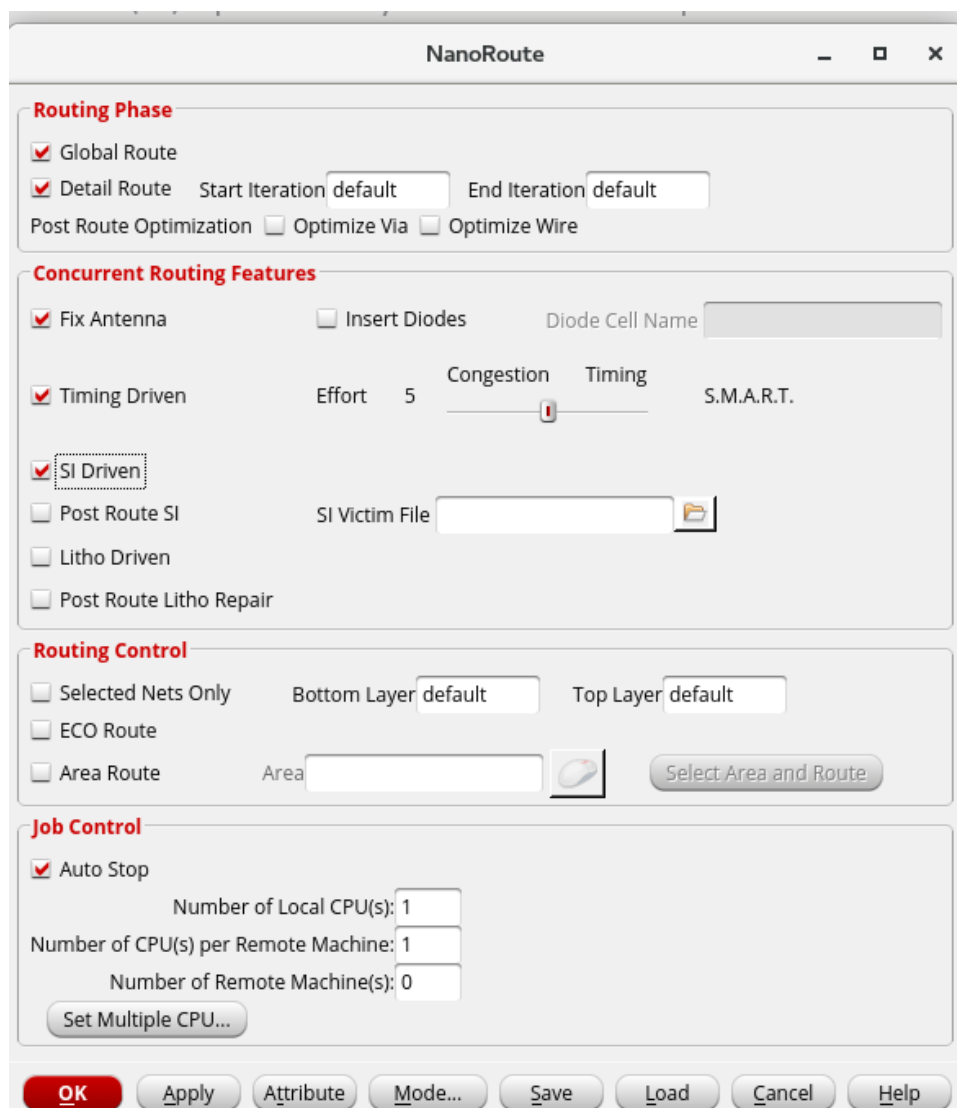 NanoRoute
Routing Phase
Global Route
Detail Route Start Iteration default End Iteration default
Post Route Optimization Optimize Via Optimize Wire
Concurrent Routing Features
Fix Antenna Insert Diodes Diode Cell Name
Congestion Timing
Timing Driven Effort 5 S.M.A.R.T.
SI Driven
Post Route SI SI Victim File
Litho Driven
Post Route Litho Repair
Routing Control
Selected Nets Only Bottom Layer default Top Layer default
ECO Route
Area Route Area Select Area and Route
Job Control
Auto Stop
Number of Local CPU(s): 1
Number of CPU(s) per Remote Machine: 1
Number of Remote Machine(s): 0
Set Multiple CPU...
OK Apply Attribute Mode... Save Load Cancel Help